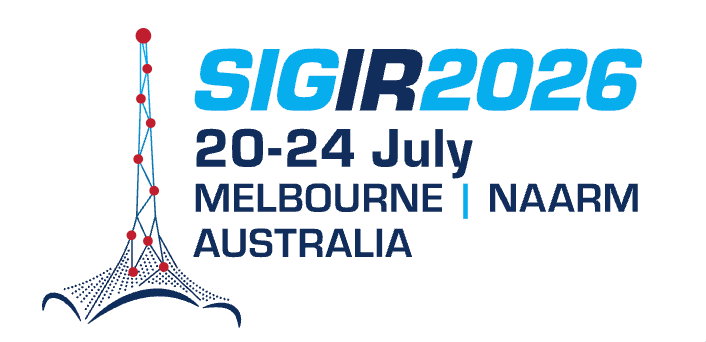 SIGIR2026
20-24 July
MELBOURNE | NAARM
AUSTRALIA